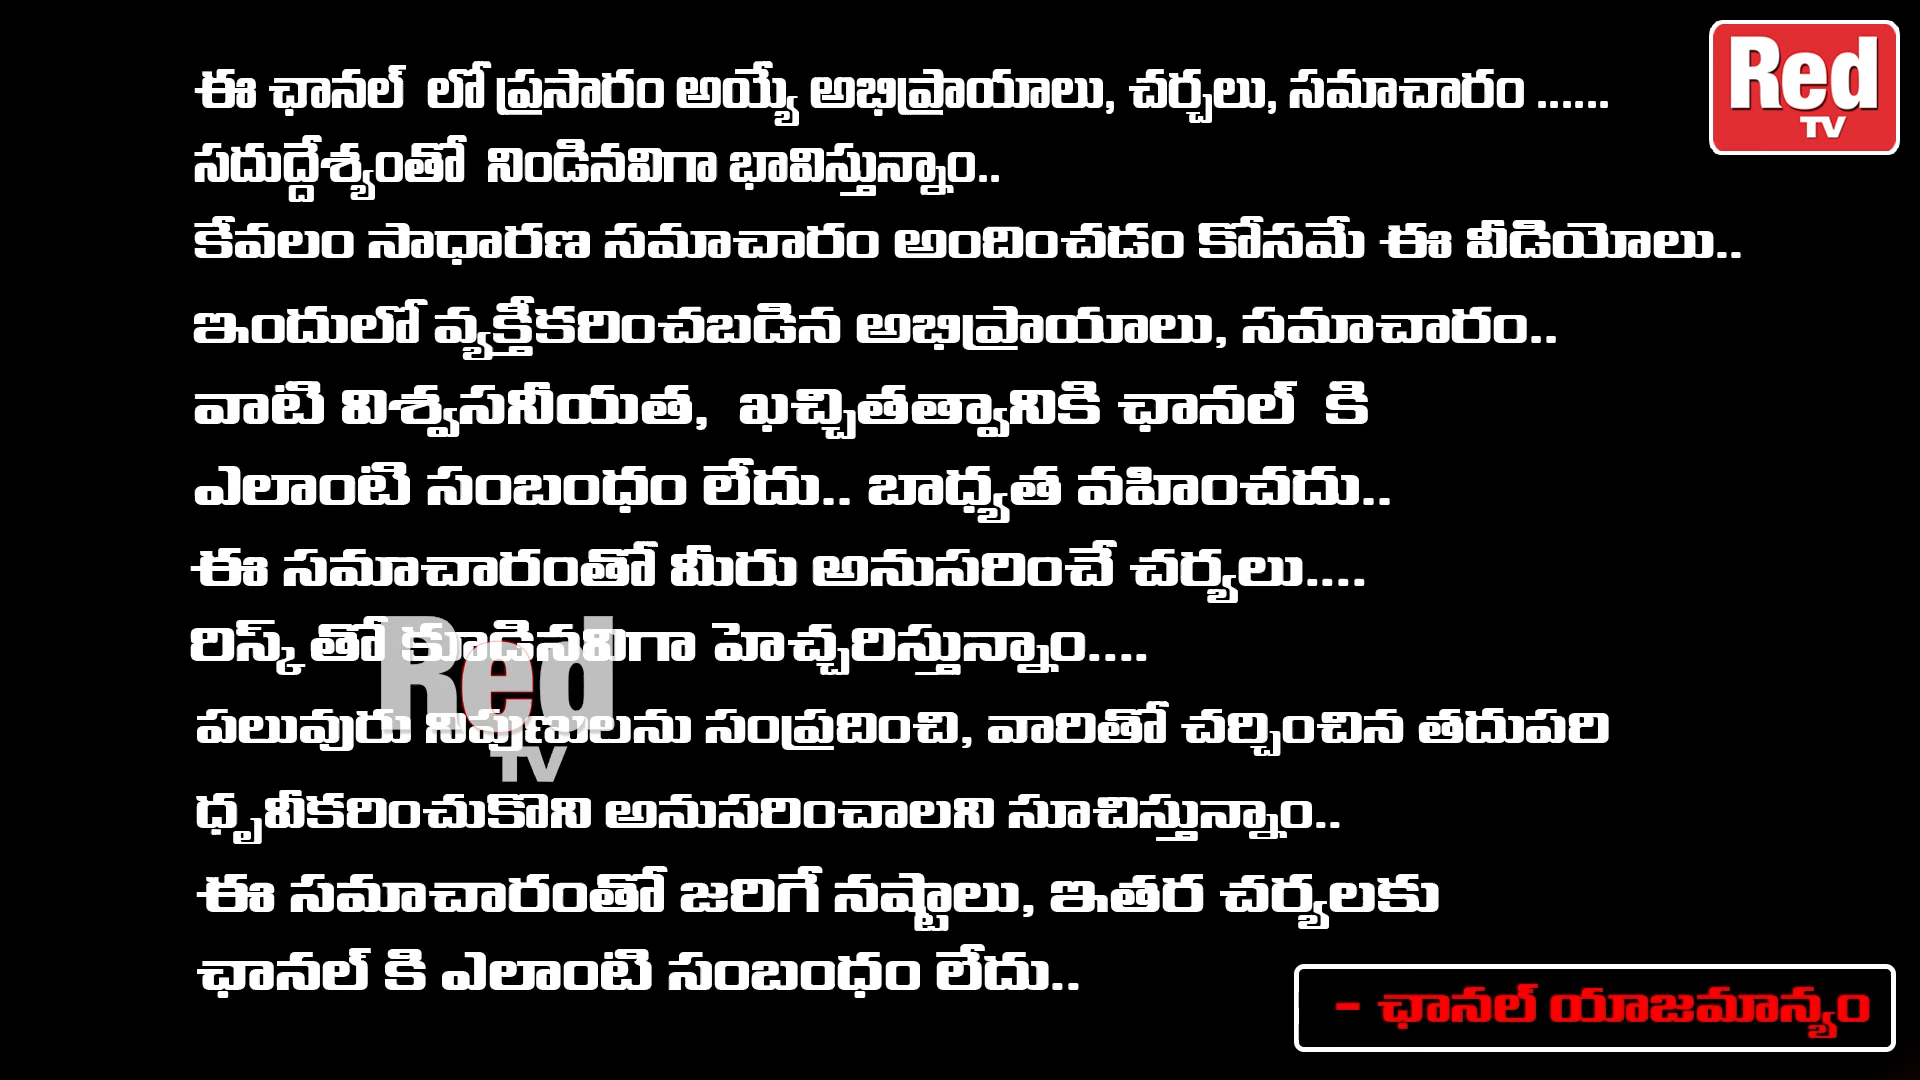 ఈ ఛానల్ లో ప్రసారం అయ్యే అభిప్రాయాలు, చర్చలు, సమాచారం ......
సదుద్దేశ్యంతో నిండినవిగా భావిస్తున్నాం..
కేవలం సాధారణ సమాచారం అందించడం కోసమే ఈ వీడియోలు..
ఇందులో వ్యక్తీకరించబడిన అభిప్రాయాలు, సమాచారం..
వాటి విశ్వసనీయత, ఖచ్చితత్వానికి ఛానల్ కి
ఎలాంటి సంబంధం లేదు.. బాధ్యత వహించదు..
ఈ సమాచారంతో మీరు అనుసరించే చర్యలు....
రిస్క్ తో కూడినవిగా హెచ్చరిస్తున్నాం....
పలువురు నిపుణులను సంప్రదించి, వారితో చర్చించిన తదుపరి
ధృవీకరించుకొని అనుసరించాలని సూచిస్తున్నాం..
ఈ సమాచారంతో జరిగే నష్టాలు, ఇతర చర్యలకు
ఛానల్ కి ఎలాంటి సంబంధం లేదు..
- ఛానల్ యాజమాన్యం
Red
TV
Red
TV